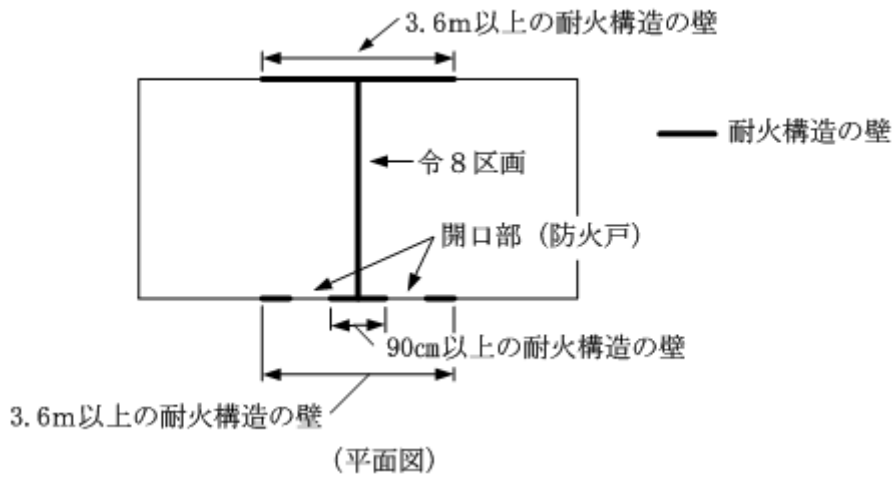 3.6m以上の耐火構造の壁
耐火構造の壁
令8区画
開口部(防火戸)
90cm以上の耐火構造の壁
3.6m以上の耐火構造の壁
(平面図)